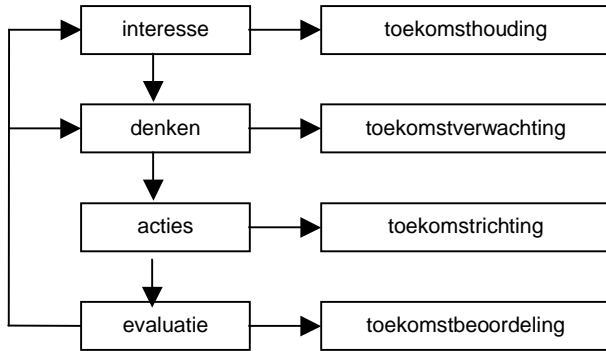 interesse
toekomsthouding
denken
toekomstverwachting
acties
toekomstrichting
evaluatie
toekomstbeoordeling